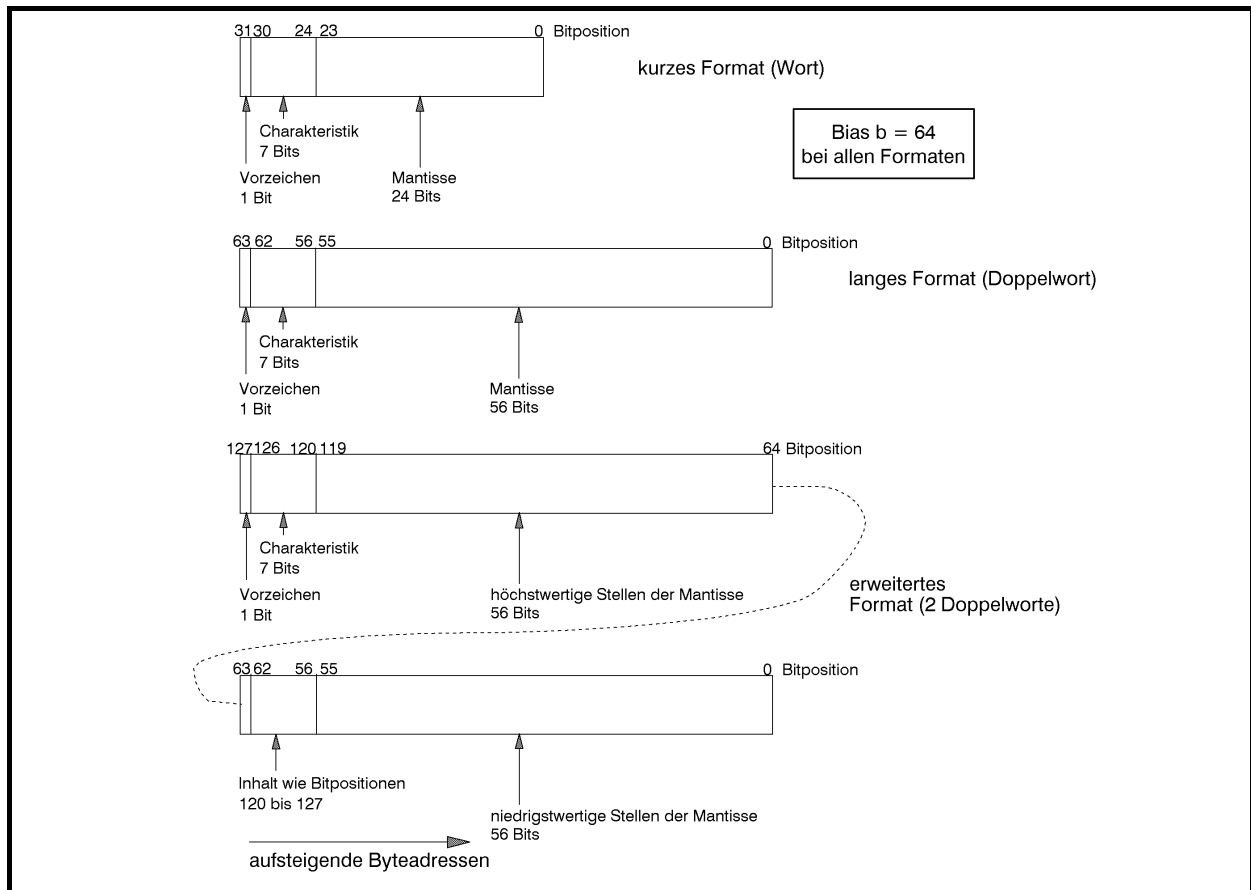 3130 24 23 0 Bitposition
kurzes Format (Wort)
Bias b = 64
bei allen Formaten
Charakteristik
7 Bits
Vorzeichen
1 Bit
Mantisse
24 Bits
63 62 56 55 0 Bitposition
langes Format (Doppelwort)
Charakteristik
7 Bits
Vorzeichen
1 Bit
Mantisse
56 Bits
127126 120 119 64 Bitposition
Charakteristik
7 Bits
Vorzeichen
1 Bit
höchstwertige Stellen der Mantisse
56 Bits
erweitertes
Format (2 Doppelworte)
63 62 56 55 0 Bitposition
Inhalt wie Bitpositionen
120 bis 127
niedrigstwertige Stellen der Mantisse
56 Bits
aufsteigende Byteadressen